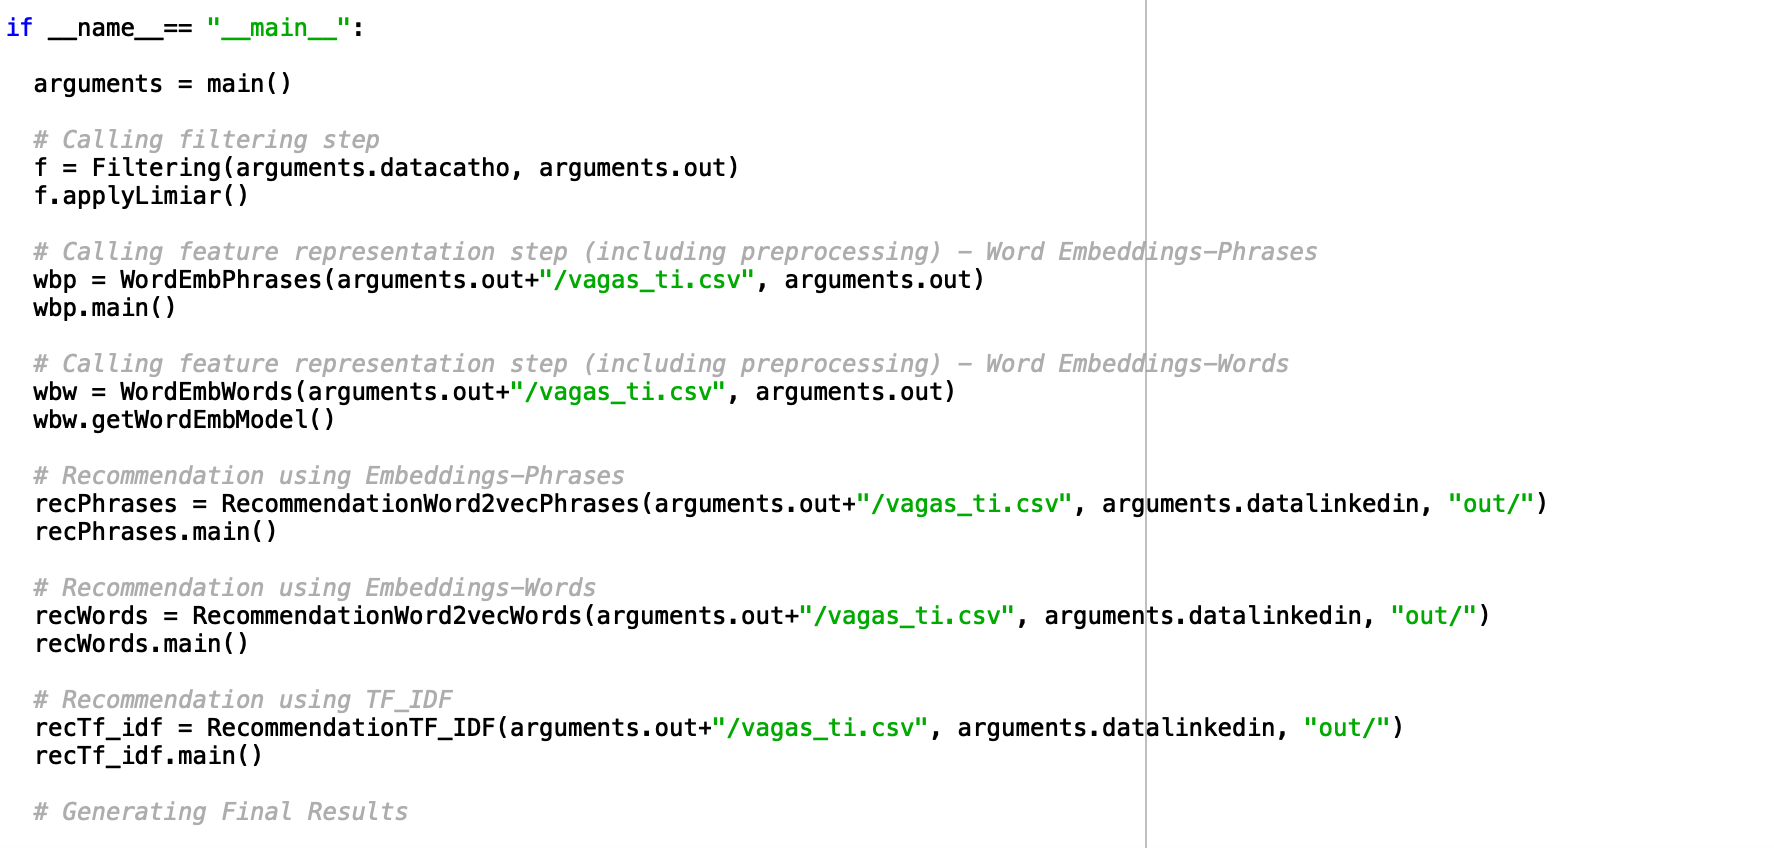 if __name__== "__main__":
arguments = main()
# Calling filtering step
f = Filtering(arguments.datacatho, arguments.out)
f.applyLimiar()
# Calling feature representation step (including preprocessing) – Word Embeddings–Phrases
wbp = WordEmbPhrases(arguments.out+"/vagas_ti.csv", arguments.out)
wbp.main()
# Calling feature representation step (including preprocessing) – Word Embeddings–Words
wbw = WordEmbWords(arguments.out+"/vagas_ti.csv", arguments.out)
wbw.getWordEmbModel()
# Recommendation using Embeddings–Phrases
recPhrases = RecommendationWord2vecPhrases(arguments.out+"/vagas_ti.csv", arguments.datalinkedin, "out/")
recPhrases.main()
# Recommendation using Embeddings–Words
recWords = RecommendationWord2vecWords(arguments.out+"/vagas_ti.csv", arguments.datalinkedin, "out/")
recWords.main()
# Recommendation using TF_IDF
recTf_idf = RecommendationTF_IDF(arguments.out+"/vagas_ti.csv", arguments.datalinkedin, "out/")
recTf_idf.main()
# Generating Final Results